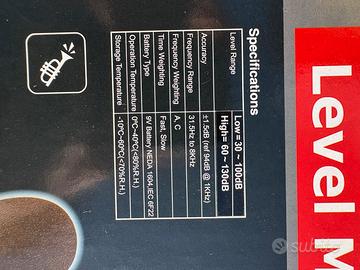 Level M
Specifications
Level Range Low= 30 ~ 100dB
High= 60 ~ 130dB
Accuracy ±1.5dB (ref 94dB @ 1KHz)
Frequency Range 31.5Hz to 8KHz
Frequency Weighting A, C
Time Weighting Fast, Slow
Battery Type 9V Battery NEDA 1604,IEC 6F22
Operation Temperature 0°C~40°C(<80%R.H.)
Storage Temperature -10°C~60°C(<70%R.H.)
subito